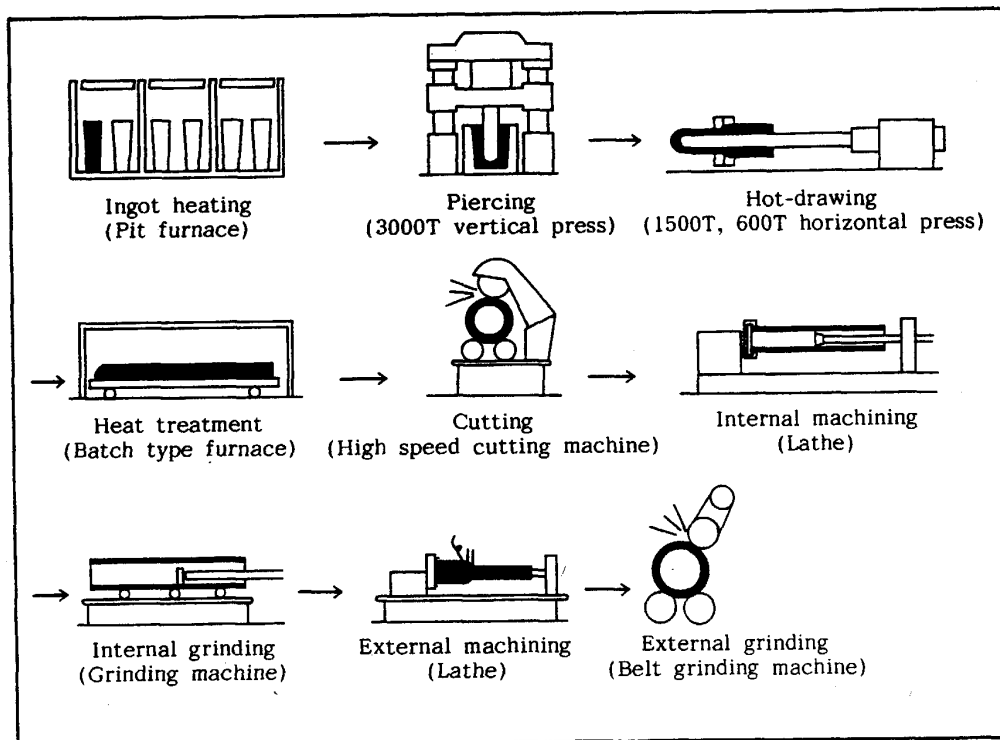 Ingot heating
(Pit furnace)
Piercing
(3000T vertical press)
Hot-drawing
(1500T, 600T horizontal press)
Heat treatment
(Batch type furnace)
Cutting
(High speed cutting machine)
Internal machining
(Lathe)
Internal grinding
(Grinding machine)
External machining
(Lathe)
External grinding
(Belt grinding machine)